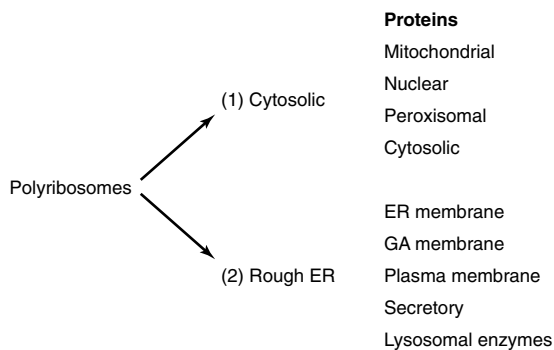 Proteins
Mitochondrial
Nuclear
(1) Cytosolic
Peroxisomal
Cytosolic
Polyribosomes
ER membrane
GA membrane
(2) Rough ER
Plasma membrane
Secretory
Lysosomal enzymes